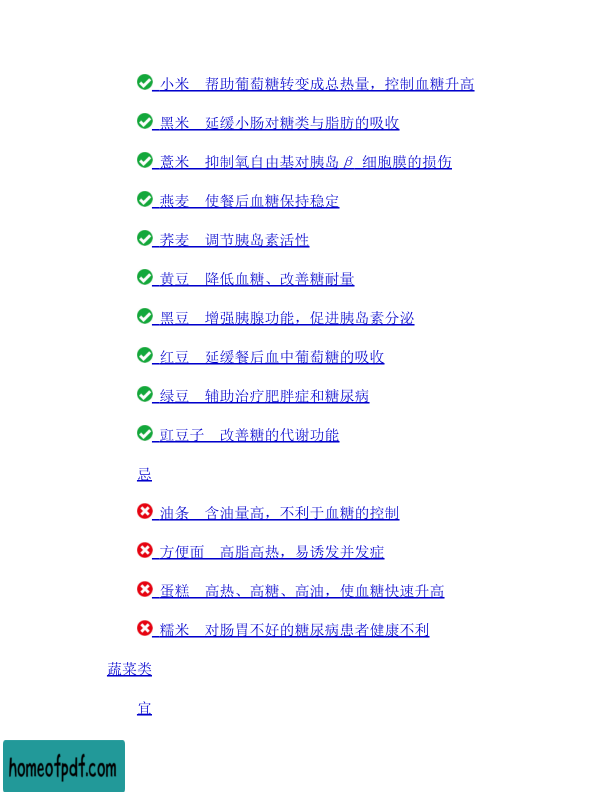 小米　帮助葡萄糖转变成总热量，控制血糖升高
黑米　延缓小肠对糖类与脂肪的吸收
薏米　抑制氧自由基对胰岛β 细胞膜的损伤
燕麦　使餐后血糖保持稳定
荞麦　调节胰岛素活性
黄豆　降低血糖、改善糖耐量
黑豆　增强胰腺功能，促进胰岛素分泌
红豆　延缓餐后血中葡萄糖的吸收
绿豆　辅助治疗肥胖症和糖尿病
豇豆子　改善糖的代谢功能
忌
油条　含油量高，不利于血糖的控制
方便面　高脂高热，易诱发并发症
蛋糕　高热、高糖、高油，使血糖快速升高
糯米　对肠胃不好的糖尿病患者健康不利
蔬菜类
宜
homeofpdf.com